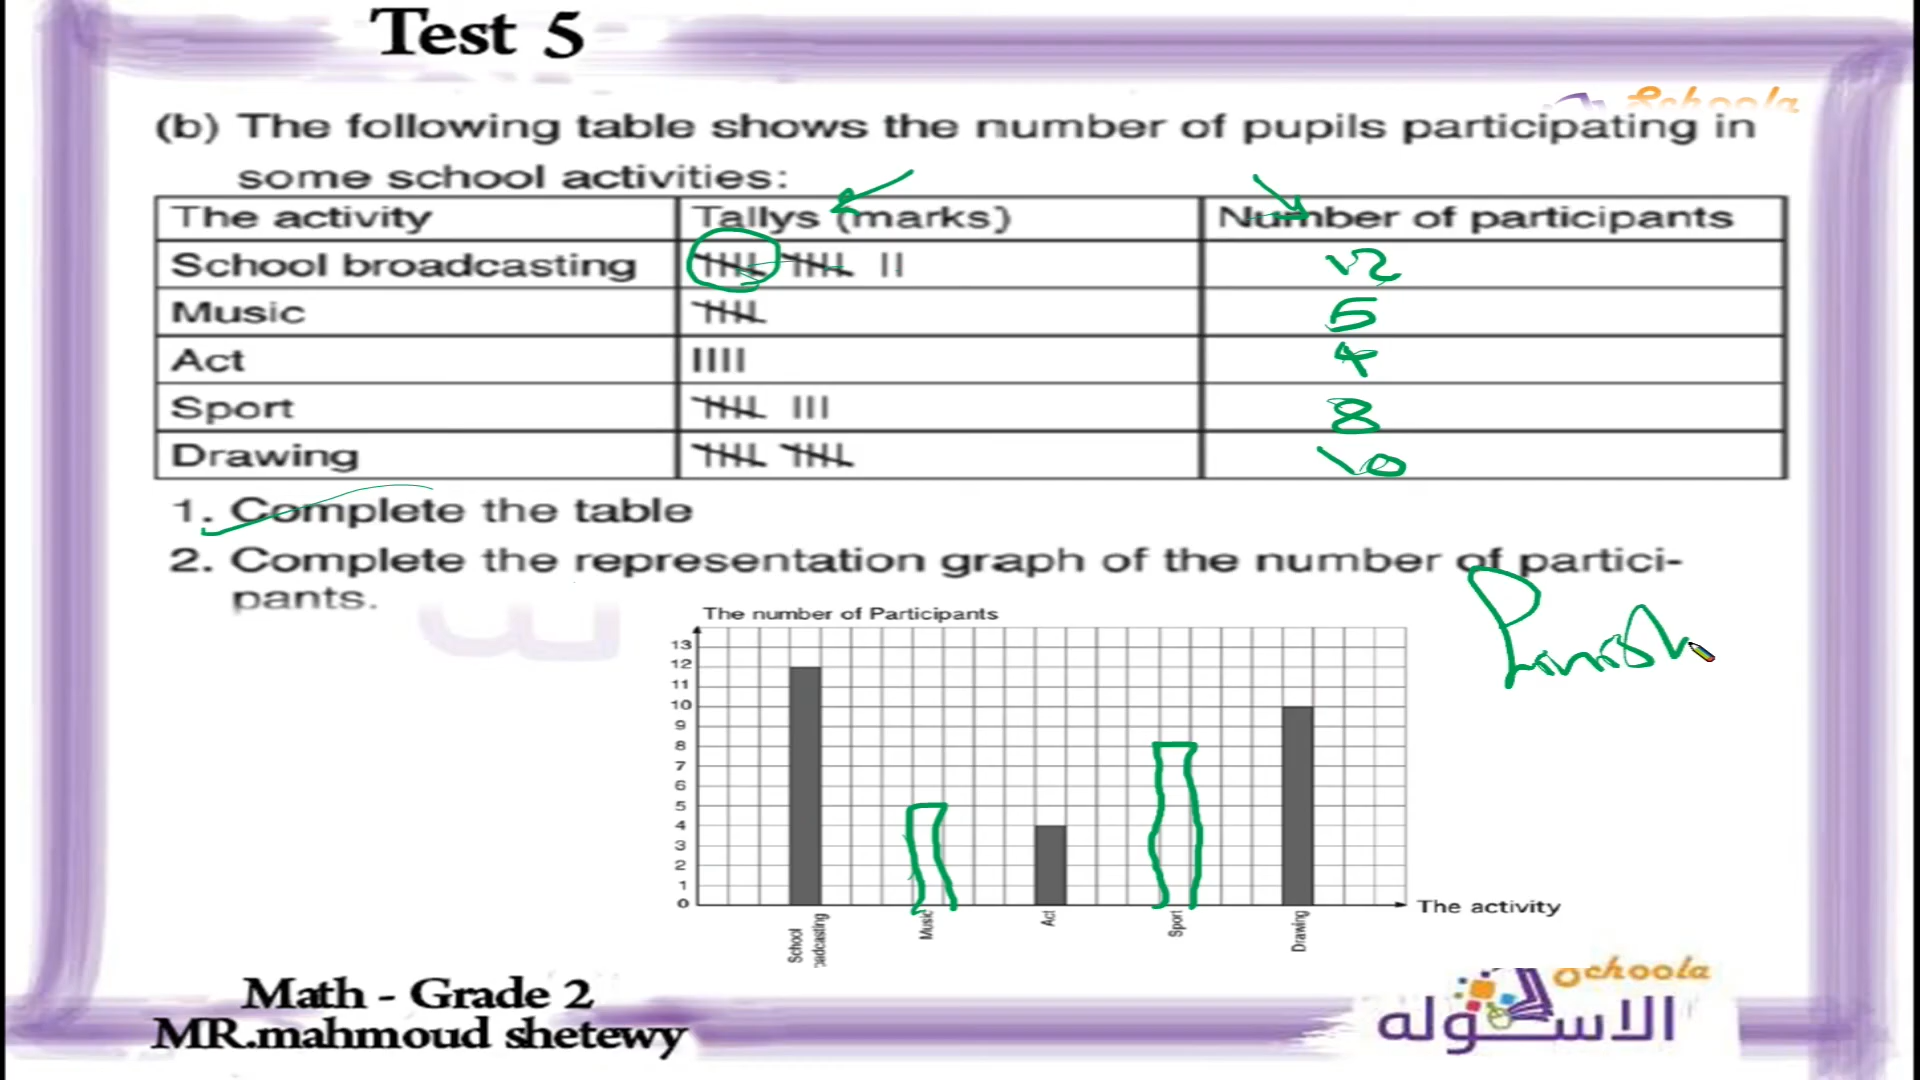 Test 5
Schoola
(b) The following table shows the number of pupils participating in
some school activities:
The activity Tallys (marks) Number of participants
School broadcasting 12
Music 5
Act 4
Sport 8
Drawing 10
1. Complete the table
2. Complete the representation graph of the number of partici-
pants.
The number of Participants
13
12
11
10
9
8
7
6
5
4
3
2
1
0
School
Music
Act
Sport
Drawing
The activity
Math - Grade 2
MR.mahmoud shetewy
Schoola
الاسكوله